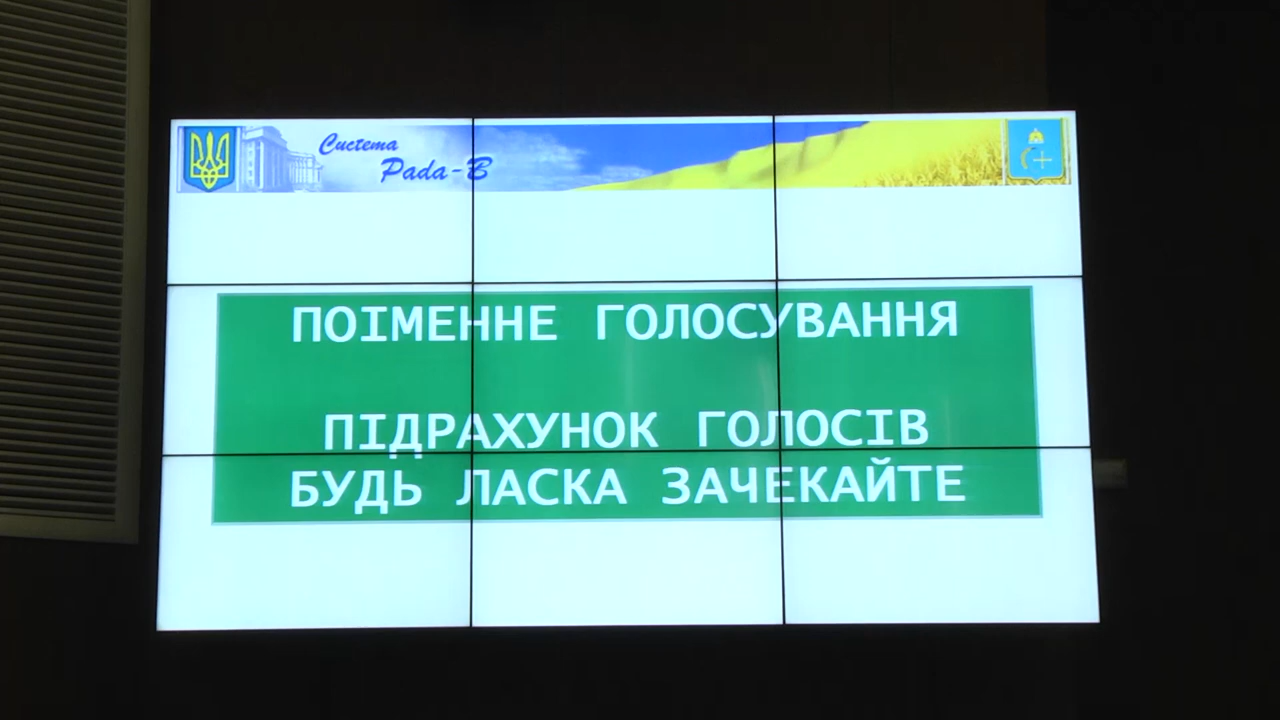 Система
Рада-В
ПОІМЕННЕ ГОЛОСУВАННЯ
ПІДРАХУНОК ГОЛОСІВ
БУДЬ ЛАСКА ЗАЧЕКАЙТЕ